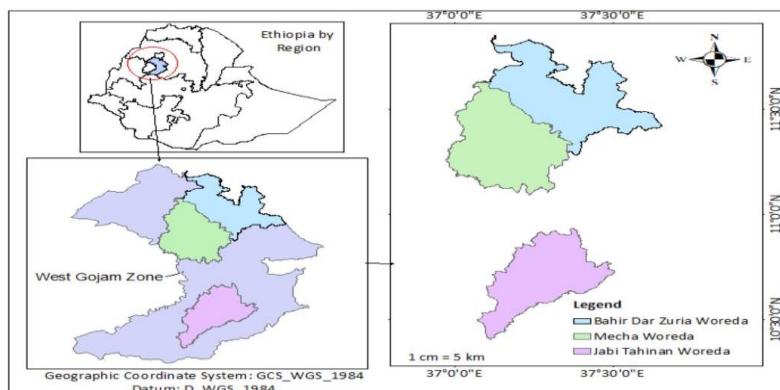 Ethiopia by
Region
West Gojam Zone
Geographic Coordinate System: GCS_WGS_1984
Datum: D_WGS_1984
37°0'0"E
37°30'0"E
N
W
E
S
11°30'0"N
11°0'0"N
10°30'0"N
Legend
Bahir Dar Zuria Woreda
Mecha Woreda
Jabi Tahinan Woreda
1 cm = 5 km
37°0'0"E
37°30'0"E